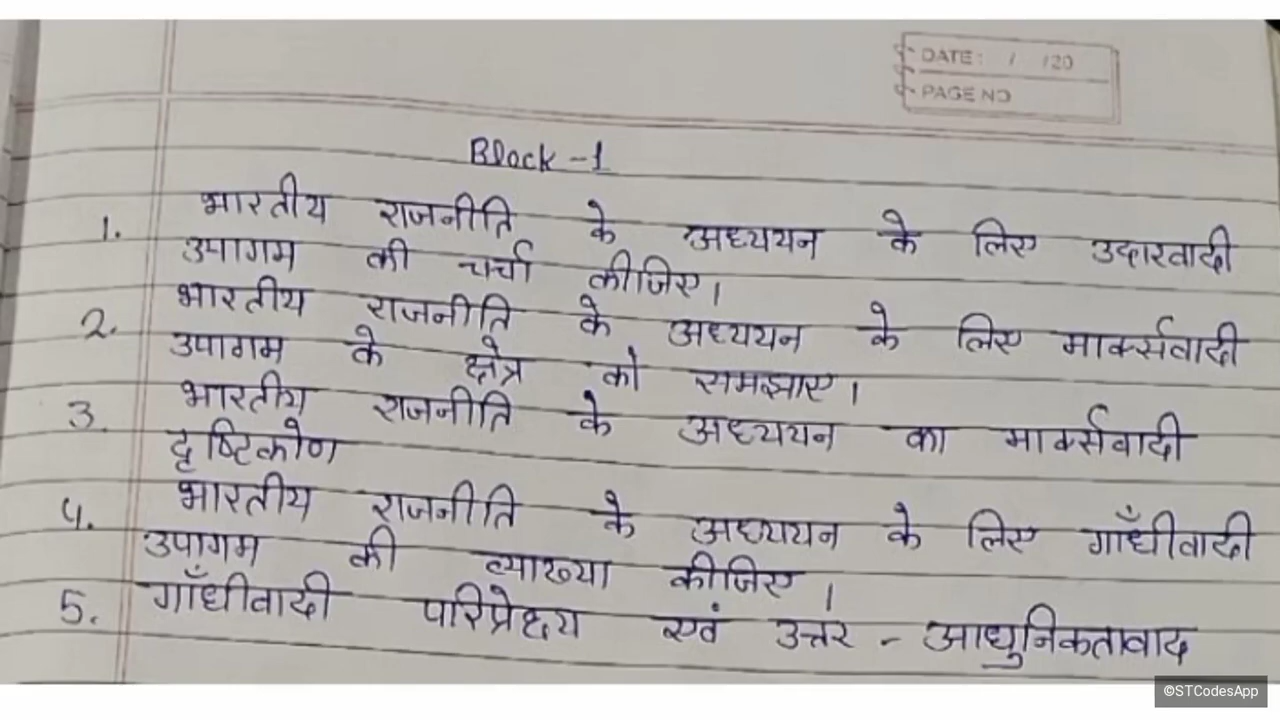 DATE: / /20
PAGE NO
Block -1
1. भारतीय राजनीति के अध्ययन के लिए उदारवादी
उपागम की चर्चा कीजिए।
2. भारतीय राजनीति के अध्ययन के लिए मार्क्सवादी
उपागम के क्षेत्र को समझाए।
3. भारतीय राजनीति के अध्ययन का मार्क्सवादी
दृष्टिकोण
4. भारतीय राजनीति के अध्ययन के लिए गाँधीवादी
उपागम की व्याख्या कीजिए।
5. गाँधीवादी परिप्रेक्ष्य एवं उत्तर - आधुनिकतावाद
©STCodesApp